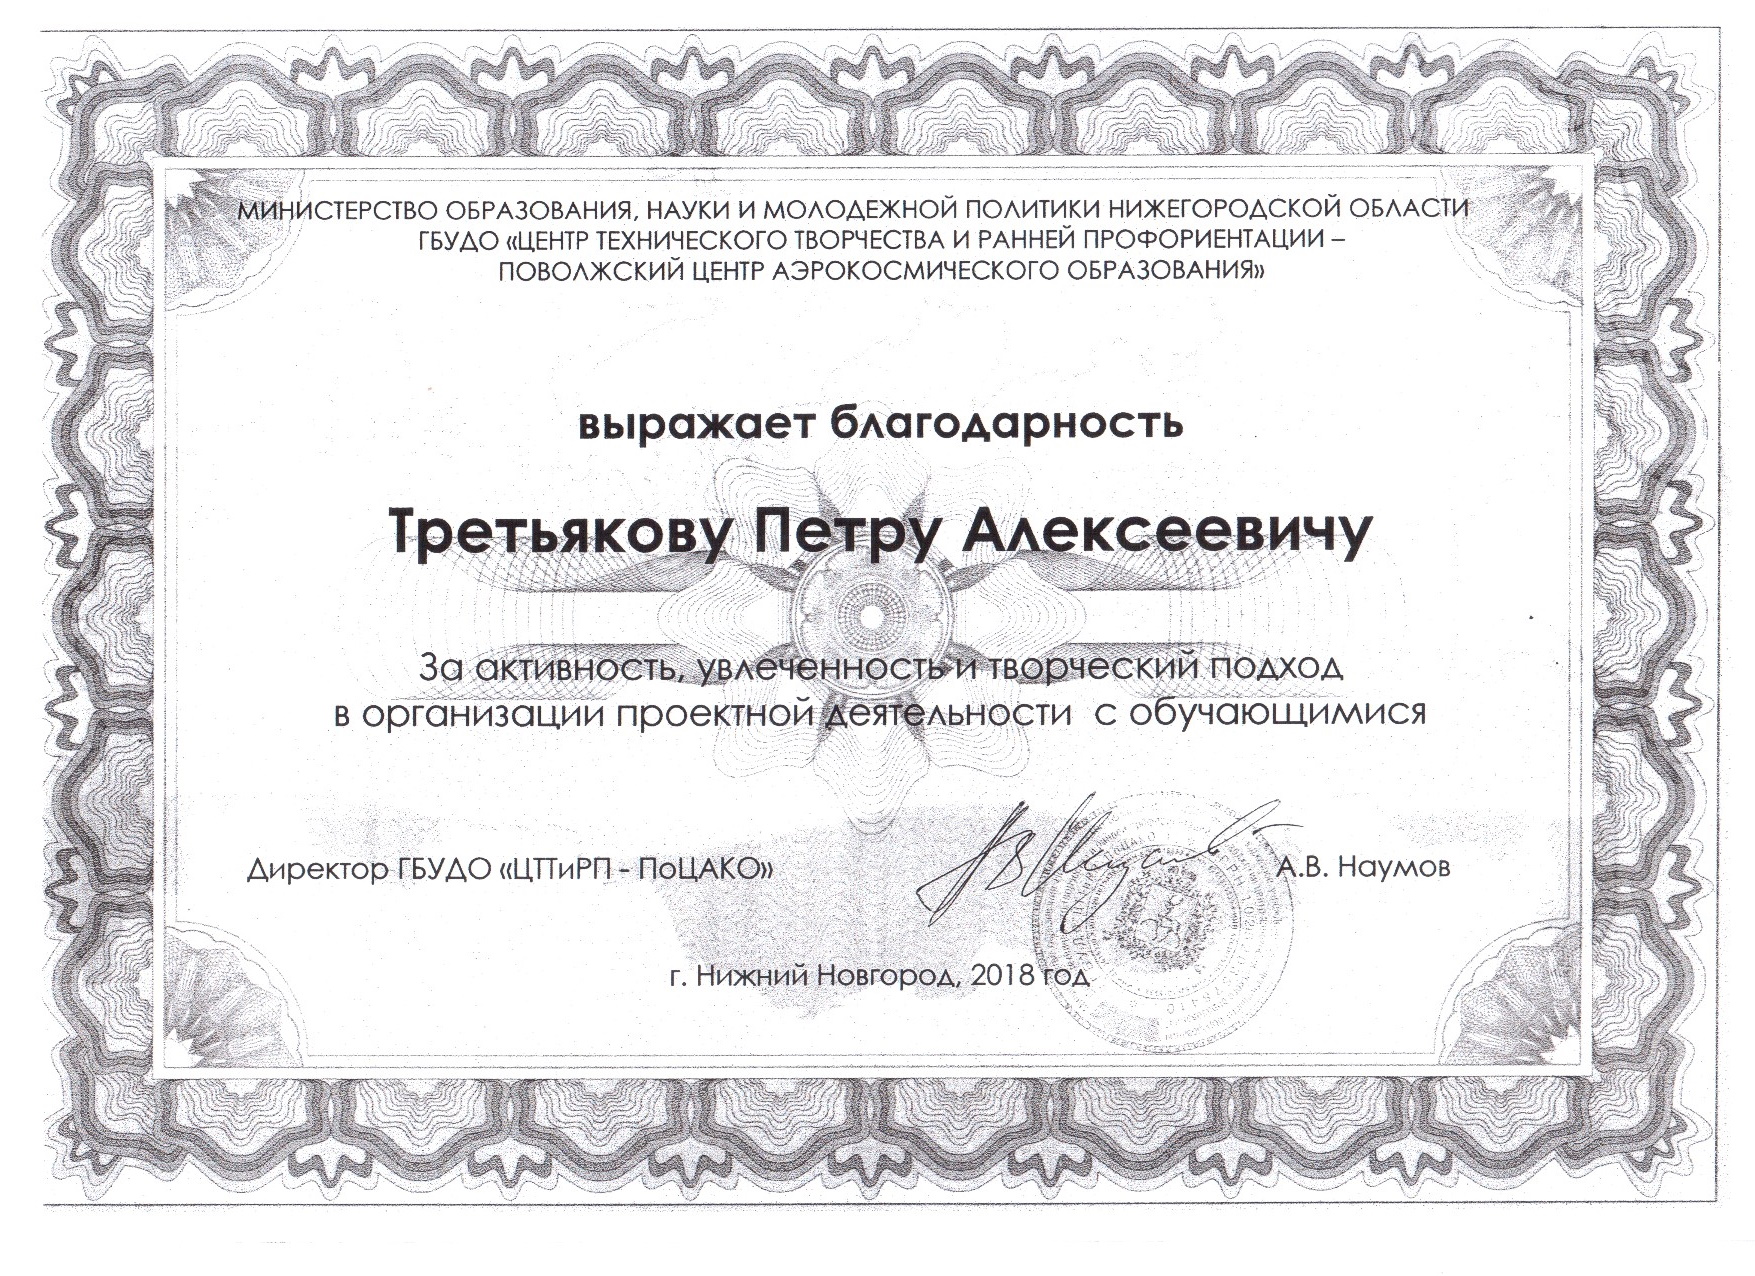 МИНИСТЕРСТВО ОБРАЗОВАНИЯ, НАУКИ И МОЛОДЕЖНОЙ ПОЛИТИКИ НИЖЕГОРОДСКОЙ ОБЛАСТИ
ГБУДО «ЦЕНТР ТЕХНИЧЕСКОГО ТВОРЧЕСТВА И РАННЕЙ ПРОФОРИЕНТАЦИИ –
ПОВОЛЖСКИЙ ЦЕНТР АЭРОКОСМИЧЕСКОГО ОБРАЗОВАНИЯ»
выражает благодарность
Третьякову Петру Алексеевичу
За активность, увлеченность и творческий подход
в организации проектной деятельности с обучающимися
Директор ГБУДО «ЦТТиРП - ПоЦАКО» А.В. Наумов
г. Нижний Новгород, 2018 год